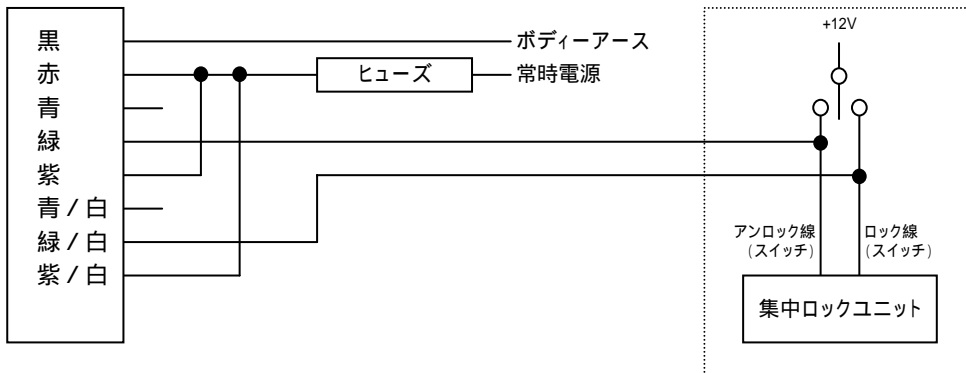 黒
赤
青
緑
紫
青 / 白
緑 / 白
紫 / 白
ボディーアース
ヒューズ
常時電源
+12V
アンロック線
(スイッチ)
ロック線
(スイッチ)
集中ロックユニット